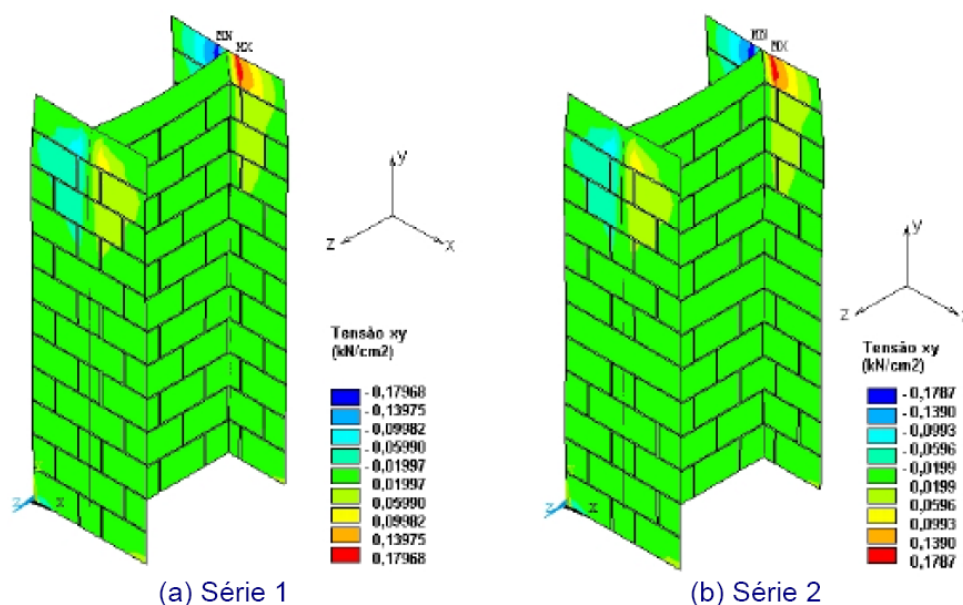 MN
MX
y
z
x
Tensão xy
(kN/cm2)
-0,17968
-0,13975
-0,09982
-0,05990
-0,01997
0,01997
0,05990
0,09982
0,13975
0,17968
z
x
(a) Série 1
MN
MX
y
z
Tensão xy
(kN/cm2)
-0,1787
-0,1390
-0,0993
-0,0596
-0,0199
0,0199
0,0596
0,0993
0,1390
0,1787
z
x
(b) Série 2